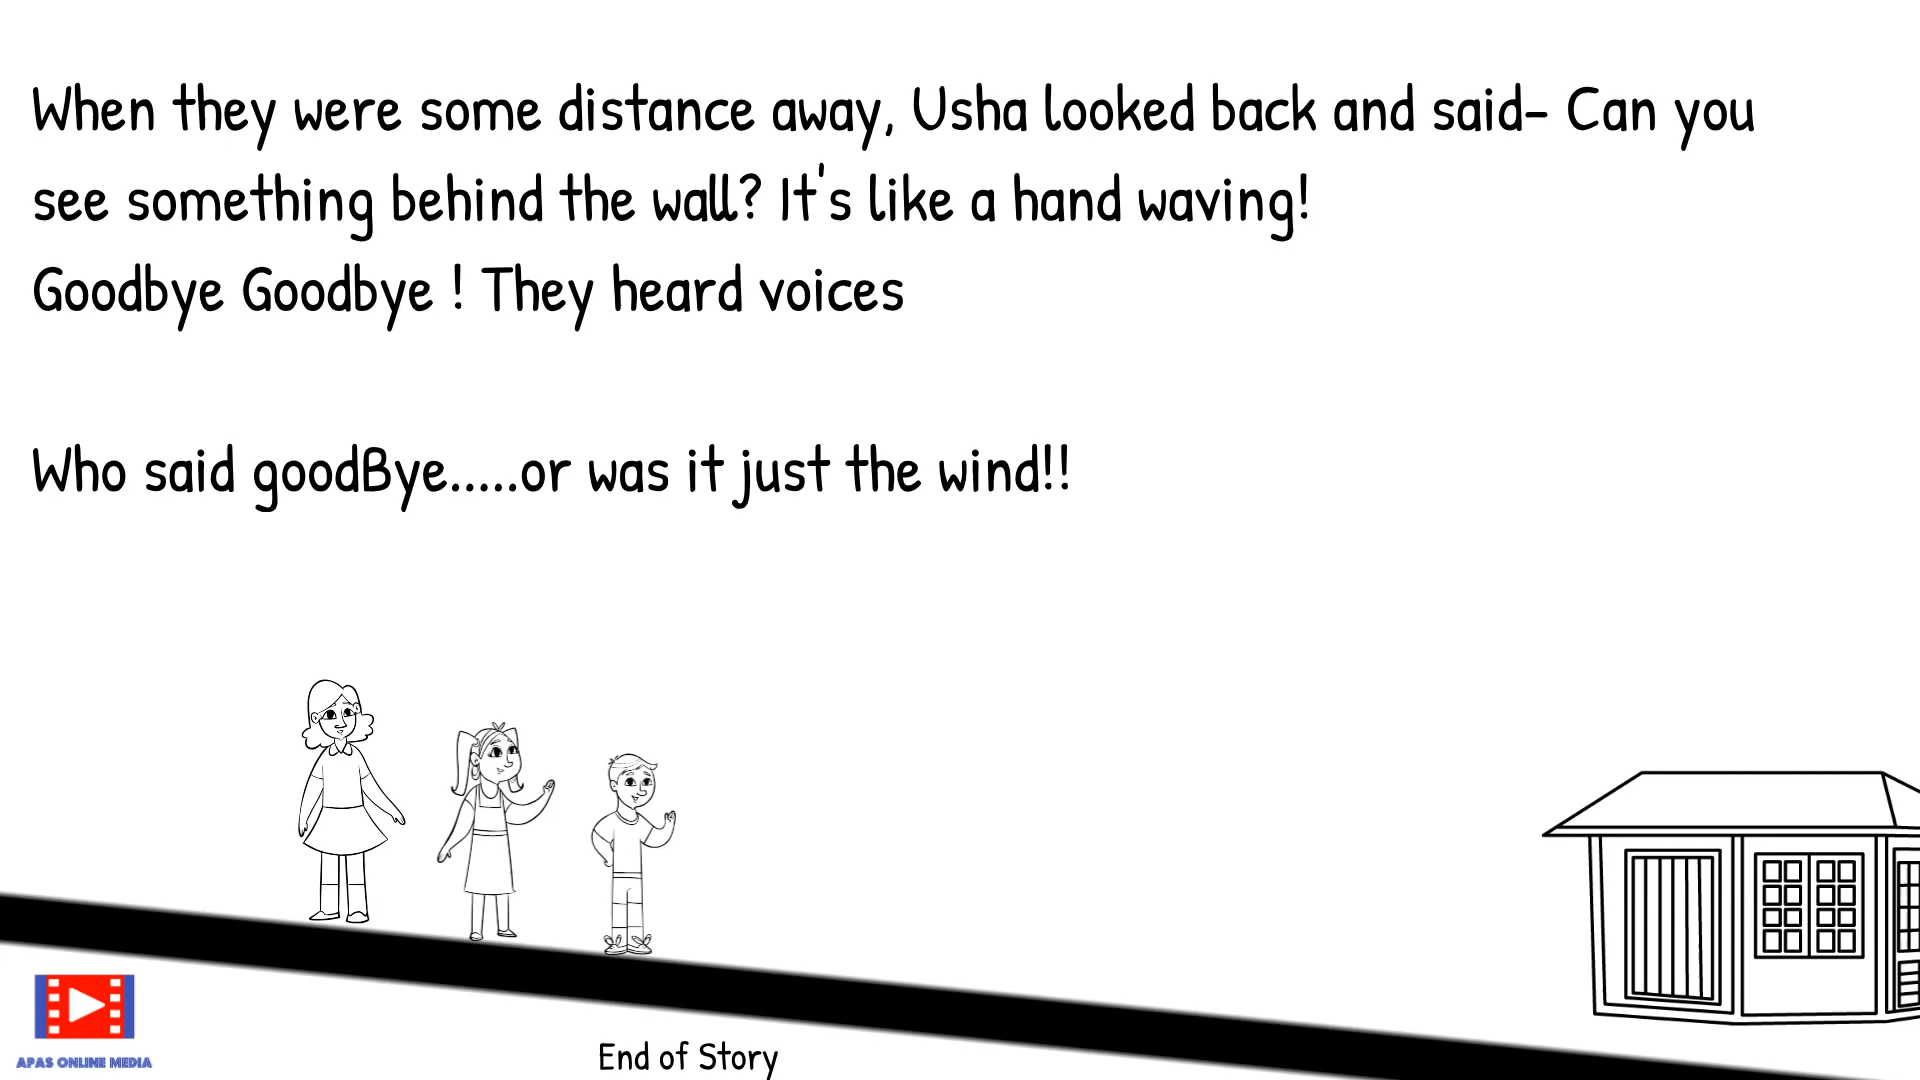 When they were some distance away, Usha looked back and said- Can you
see something behind the wall? It's like a hand waving!
Goodbye Goodbye ! They heard voices
Who said goodBye.....or was it just the wind!!
APAS ONLINE MEDIA
End of Story